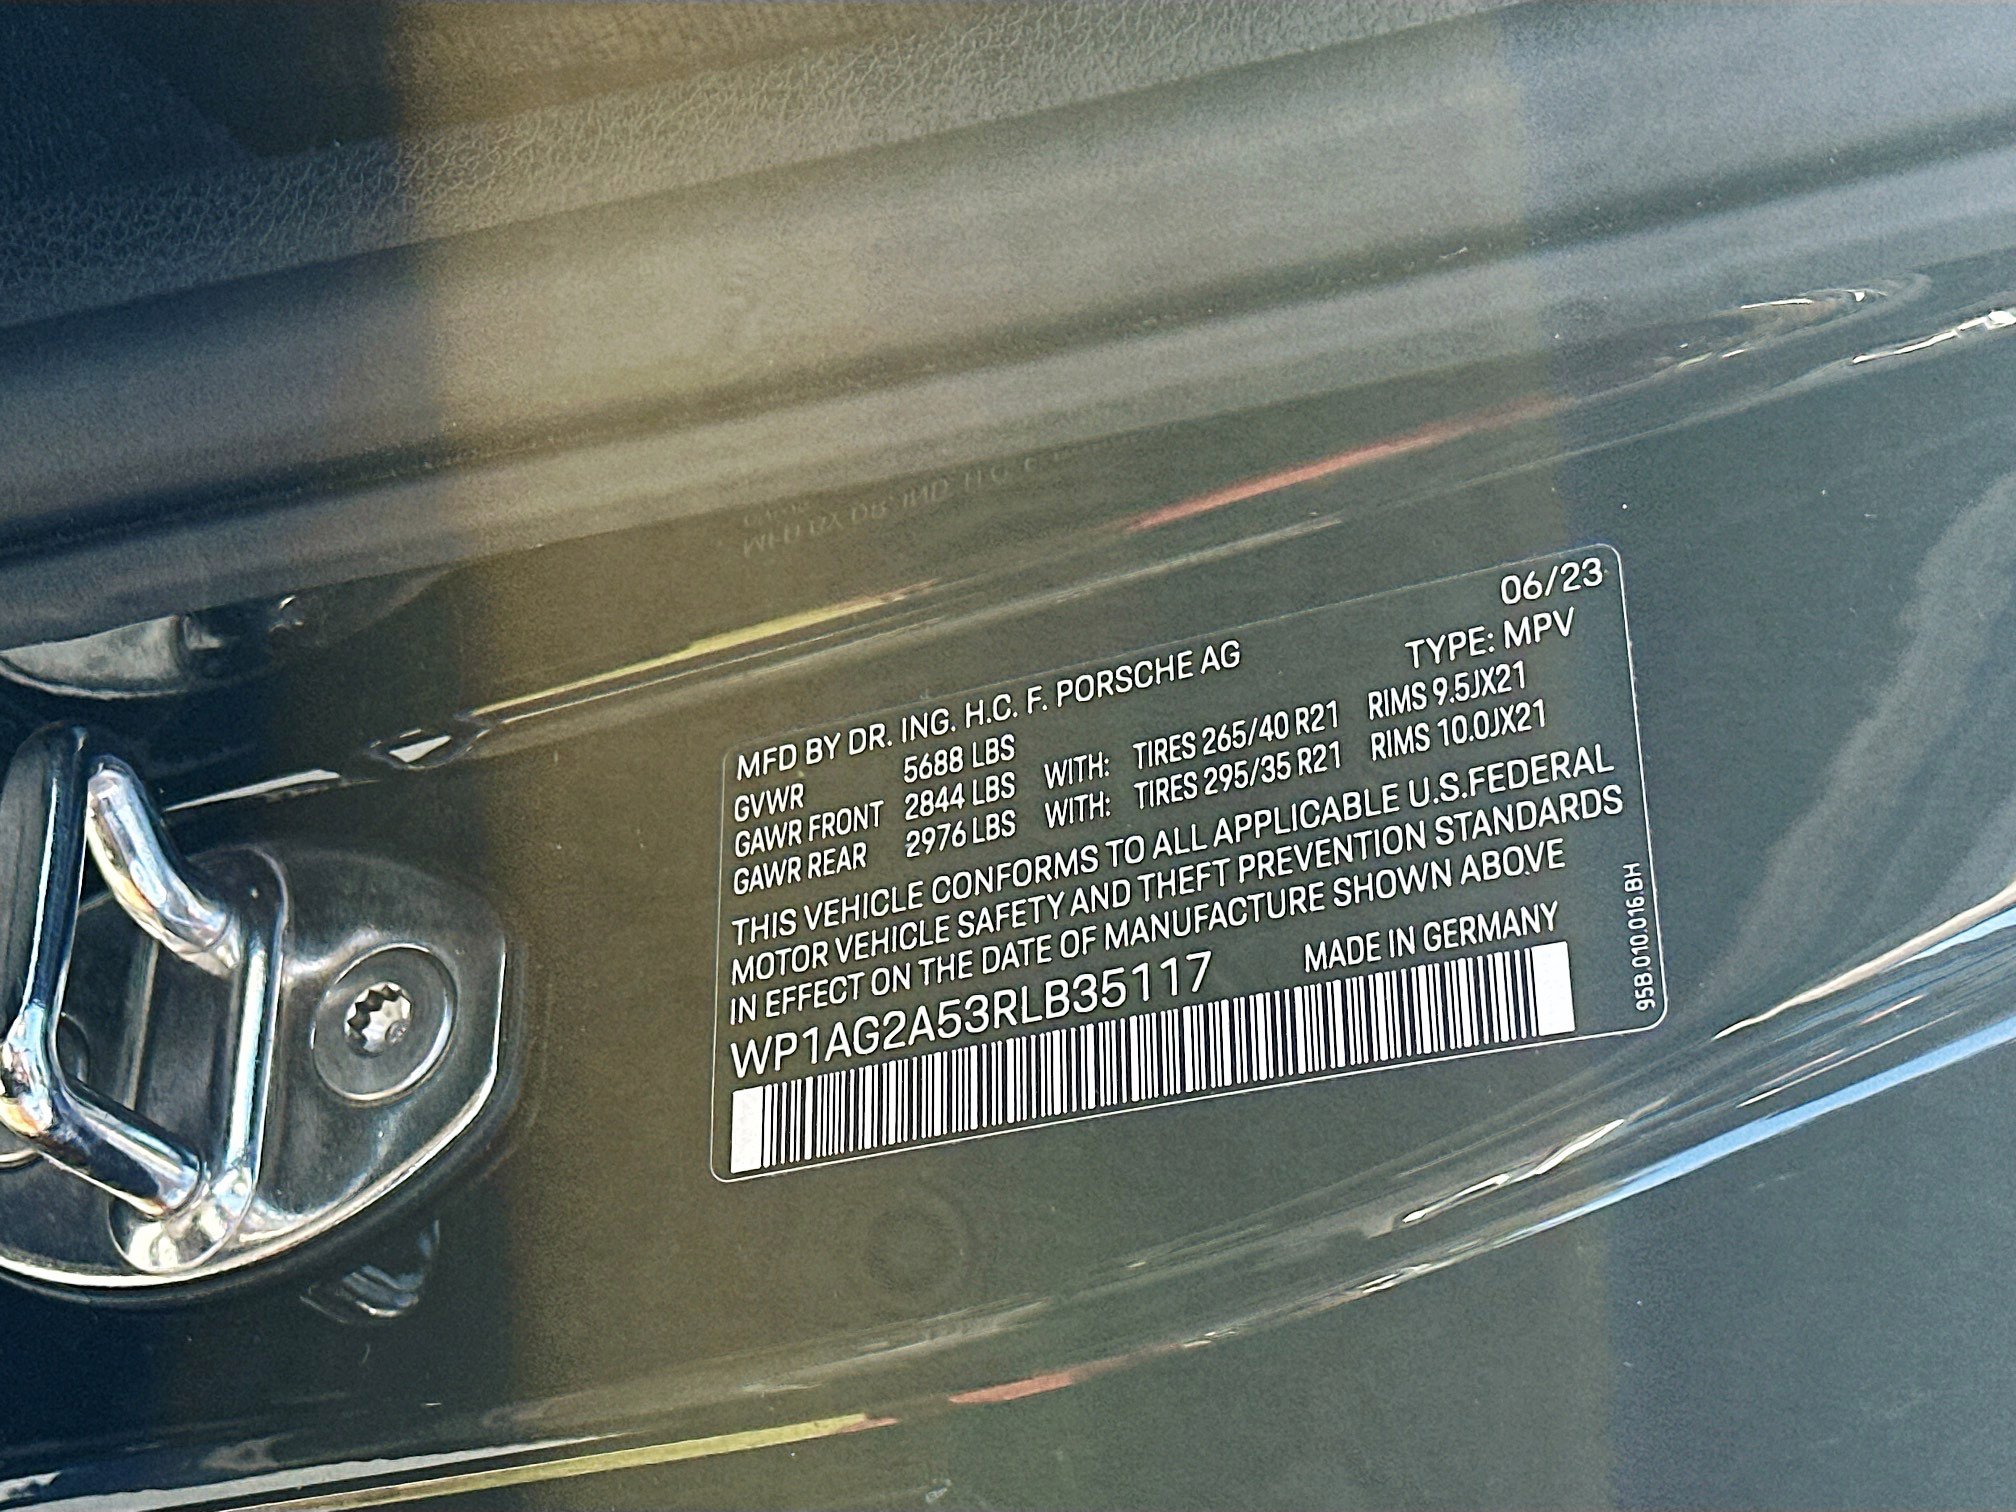 06/23
MFD BY DR. ING. H.C. F. PORSCHE AG TYPE: MPV
GVWR 5688 LBS
GAWR FRONT 2844 LBS WITH: TIRES 265/40 R21 RIMS 9.5JX21
GAWR REAR 2976 LBS WITH: TIRES 295/35 R21 RIMS 10.0JX21
THIS VEHICLE CONFORMS TO ALL APPLICABLE U.S.FEDERAL
MOTOR VEHICLE SAFETY AND THEFT PREVENTION STANDARDS
IN EFFECT ON THE DATE OF MANUFACTURE SHOWN ABOVE
WP1AG2A53RLB35117 MADE IN GERMANY
95B.010.016.BH